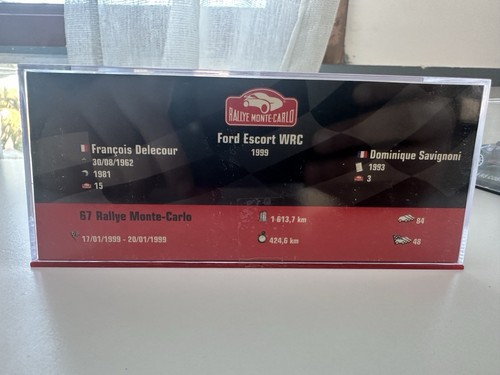 RALLYE MONTE-CARLO
Ford Escort WRC
1999
François Delecour
30/08/1962
1981
15
Dominique Savignoni
1993
3
67 Rallye Monte-Carlo
17/01/1999 - 20/01/1999
1 613,7 km
424,6 km
84
48